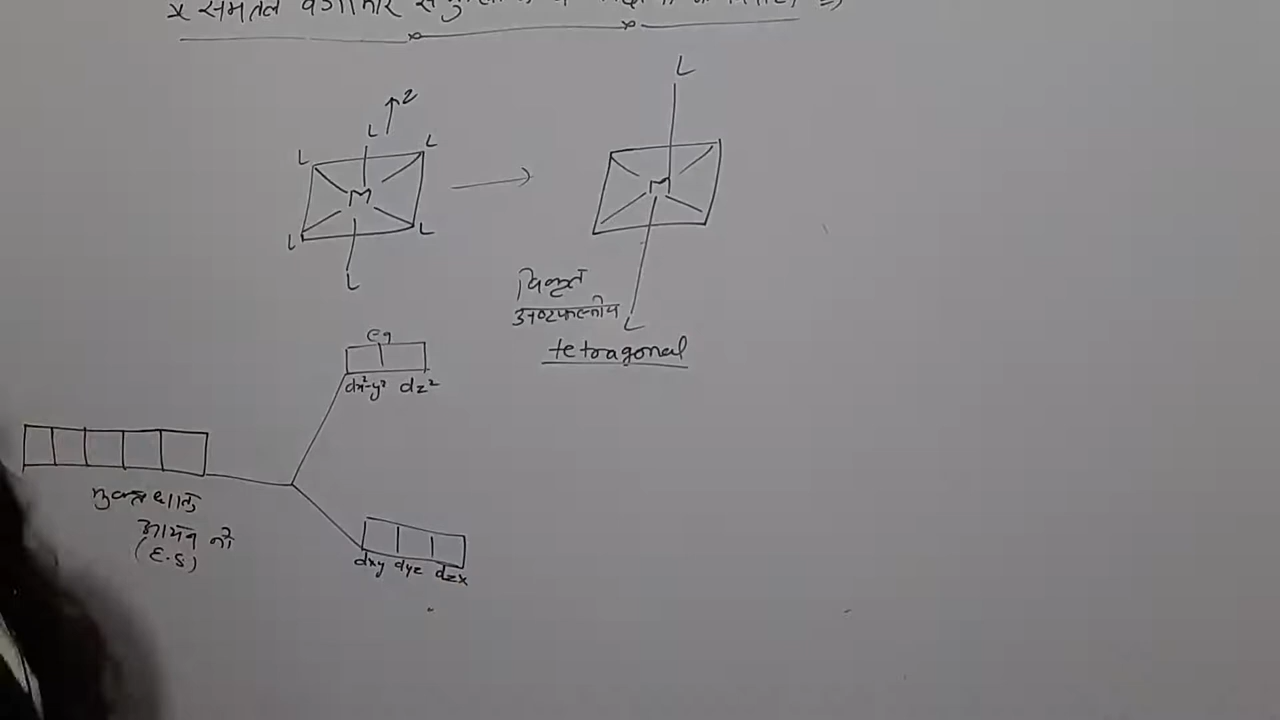 x समतल वर्गाकार
↑z
L
L L
M
L L
L
→
L
M
L
विकृत
अष्टफलकीय
tetragonal
eg
dx²-y² dz²
मुक्त धातु
आयन
(E.S)
dxy dyz dzx